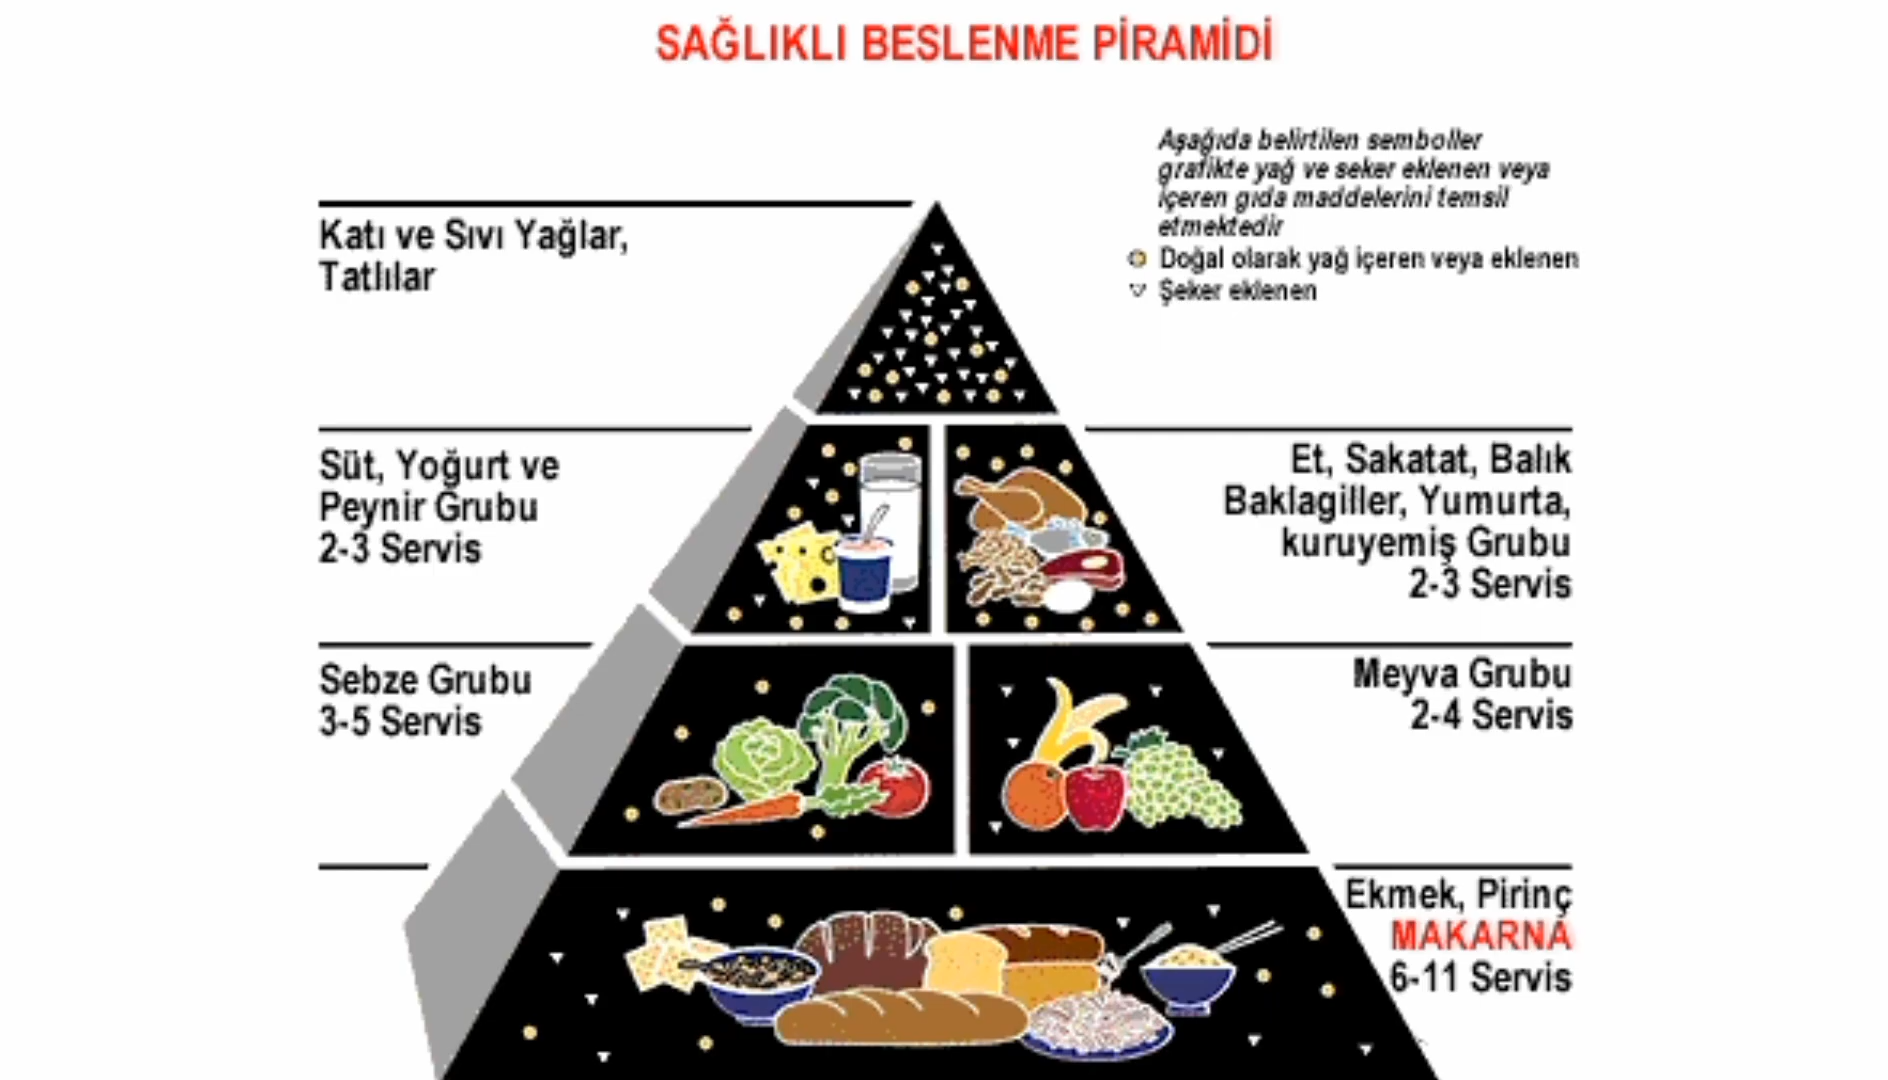 SAĞLIKLI BESLENME PİRAMİDİ
Aşağıda belirtilen semboller
grafikte yağ ve seker eklenen veya
içeren gıda maddelerini temsil
etmektedir
Doğal olarak yağ içeren veya eklenen
Şeker eklenen
Katı ve Sıvı Yağlar,
Tatlılar
Süt, Yoğurt ve
Peynir Grubu
2-3 Servis
Et, Sakatat, Balık
Baklagiller, Yumurta,
kuruyemiş Grubu
2-3 Servis
Sebze Grubu
3-5 Servis
Meyva Grubu
2-4 Servis
Ekmek, Pirinç
MAKARNA
6-11 Servis